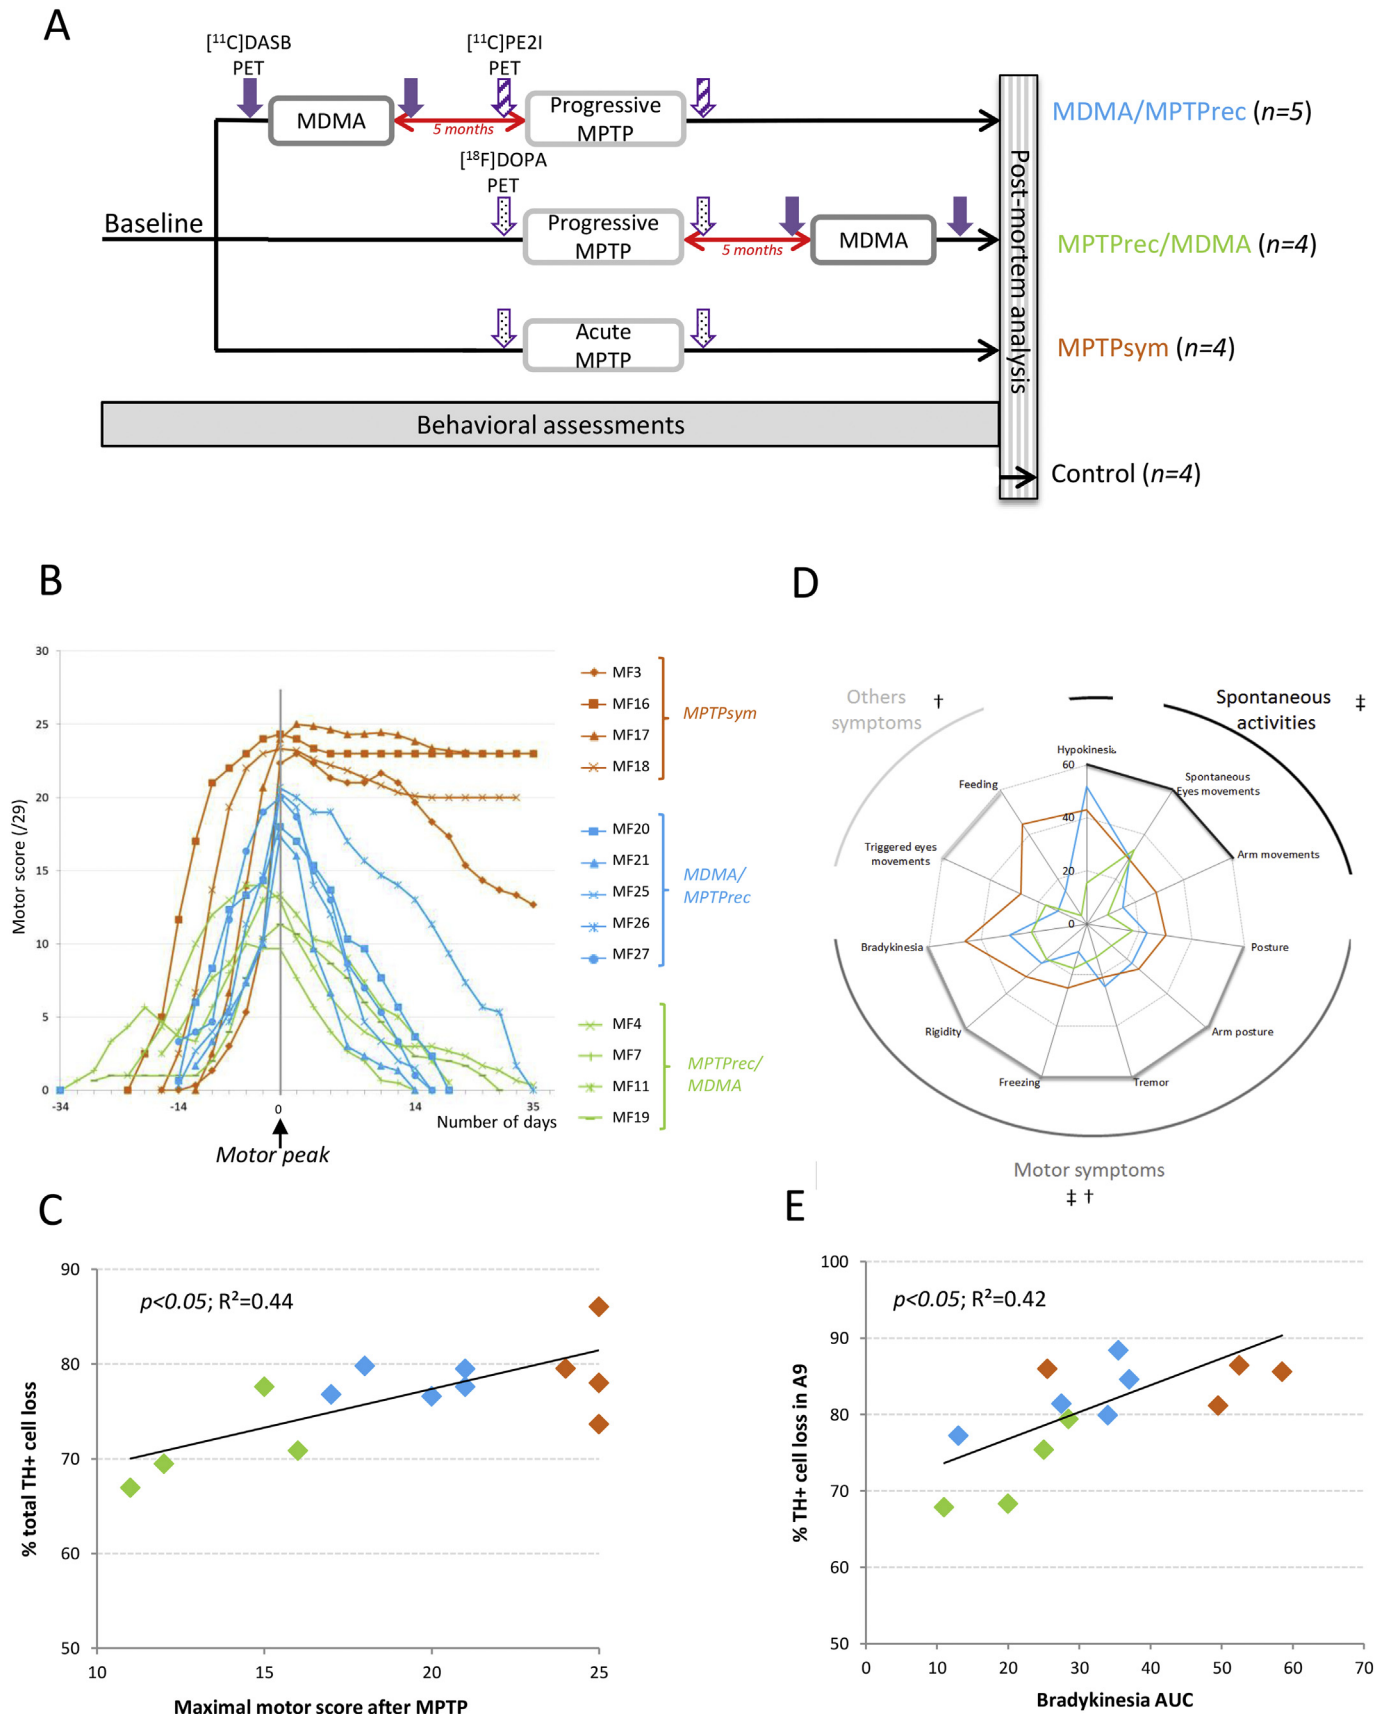 A
[¹¹C]DASB
PET
[¹¹C]PE2I
PET
MDMA
5 months
Progressive
MPTP
MDMA/MPTPrec (n=5)
[¹⁸F]DOPA
PET
Baseline
Progressive
MPTP
5 months
MDMA
MPTPrec/MDMA (n=4)
Acute
MPTP
MPTPsym (n=4)
Post-mortem analysis
Behavioral assessments
Control (n=4)
B
30
25
20
15
10
5
0
Motor score (/29)
-34
-14
0
14
35
Number of days
Motor peak
MF3
MF16
MF17
MF18
MPTPsym
MF20
MF21
MF25
MF26
MF27
MDMA/
MPTPrec
MF4
MF7
MF11
MF19
MPTPrec/
MDMA
D
Others
symptoms
†
Spontaneous
activities
‡
Hypokinesia
60
40
20
0
Spontaneous
Eyes movements
Arm movements
Posture
Arm posture
Tremor
Freezing
Rigidity
Bradykinesia
Triggered eyes
movements
Feeding
Motor symptoms
‡ †
C
90
80
70
60
50
% total TH+ cell loss
p<0.05; R²=0.44
10
15
20
25
Maximal motor score after MPTP
E
100
90
80
70
60
50
% TH+ cell loss in A9
p<0.05; R²=0.42
0
10
20
30
40
50
60
70
Bradykinesia AUC